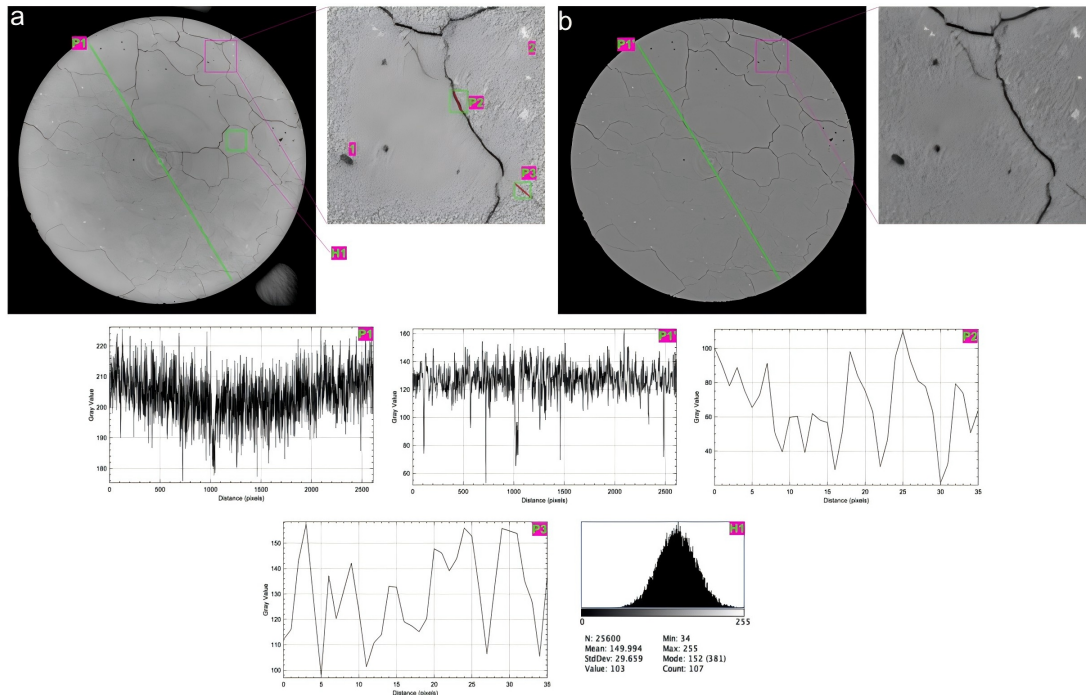 a
b
P1
2
P2
1
P3
H1
P1'
P1
220
210
200
190
180
Gray Value
0 500 1000 1500 2000 2500
Distance (pixels)
P1'
160
140
120
100
80
60
Gray Value
0 500 1000 1500 2000 2500
Distance (pixels)
P2
100
80
60
40
Gray Value
0 5 10 15 20 25 30 35
Distance (pixels)
P3
150
140
130
120
110
100
Gray Value
0 5 10 15 20 25 30 35
Distance (pixels)
H1
0 255
N: 25600 Min: 34
Mean: 149.994 Max: 255
StdDev: 29.659 Mode: 152 (381)
Value: 103 Count: 107